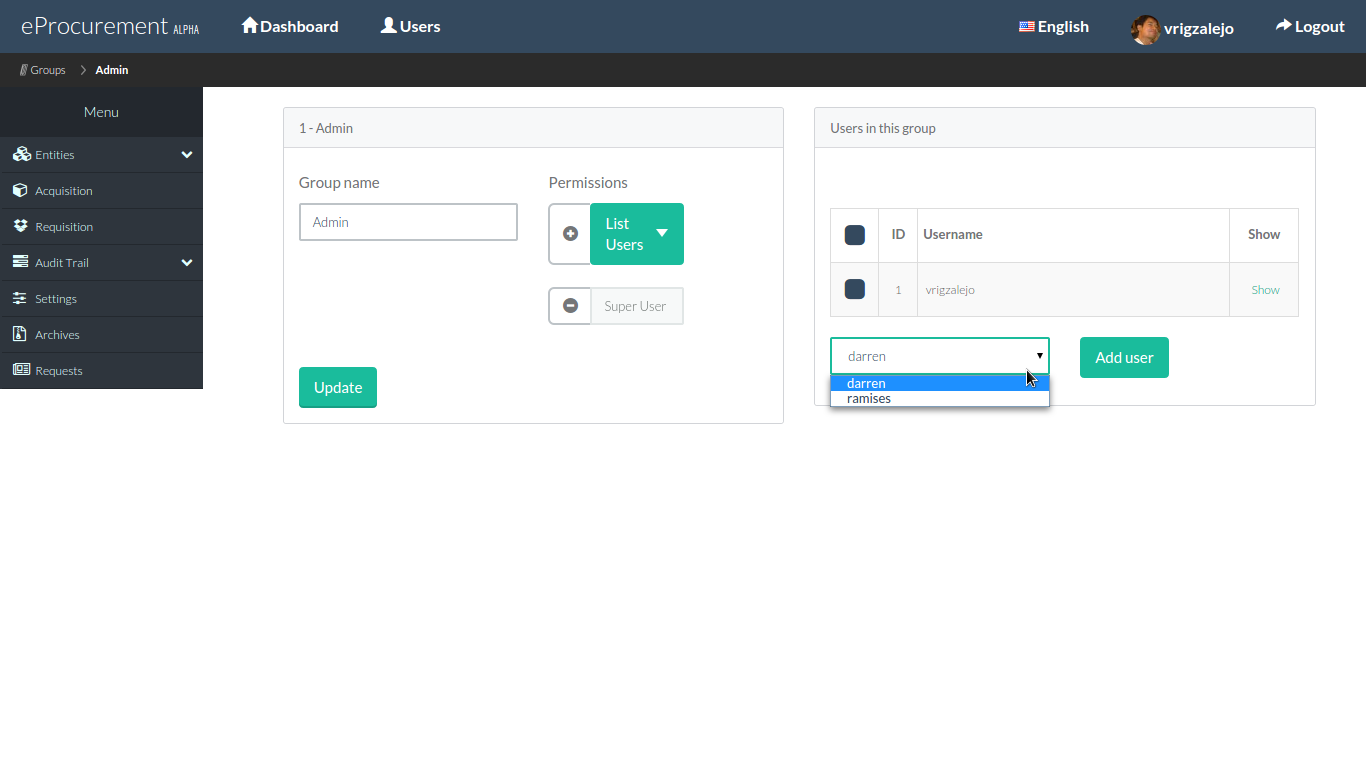 eProcurement ALPHA
Dashboard
Users
English
vrigzalejo
Logout
Groups
Admin
Menu
Entities
Acquisition
Requisition
Audit Trail
Settings
Archives
Requests
1 - Admin
Group name
Admin
Permissions
List
Users
Super User
Update
Users in this group
ID Username Show
1 vrigzalejo Show
darren
darren
ramises
Add user